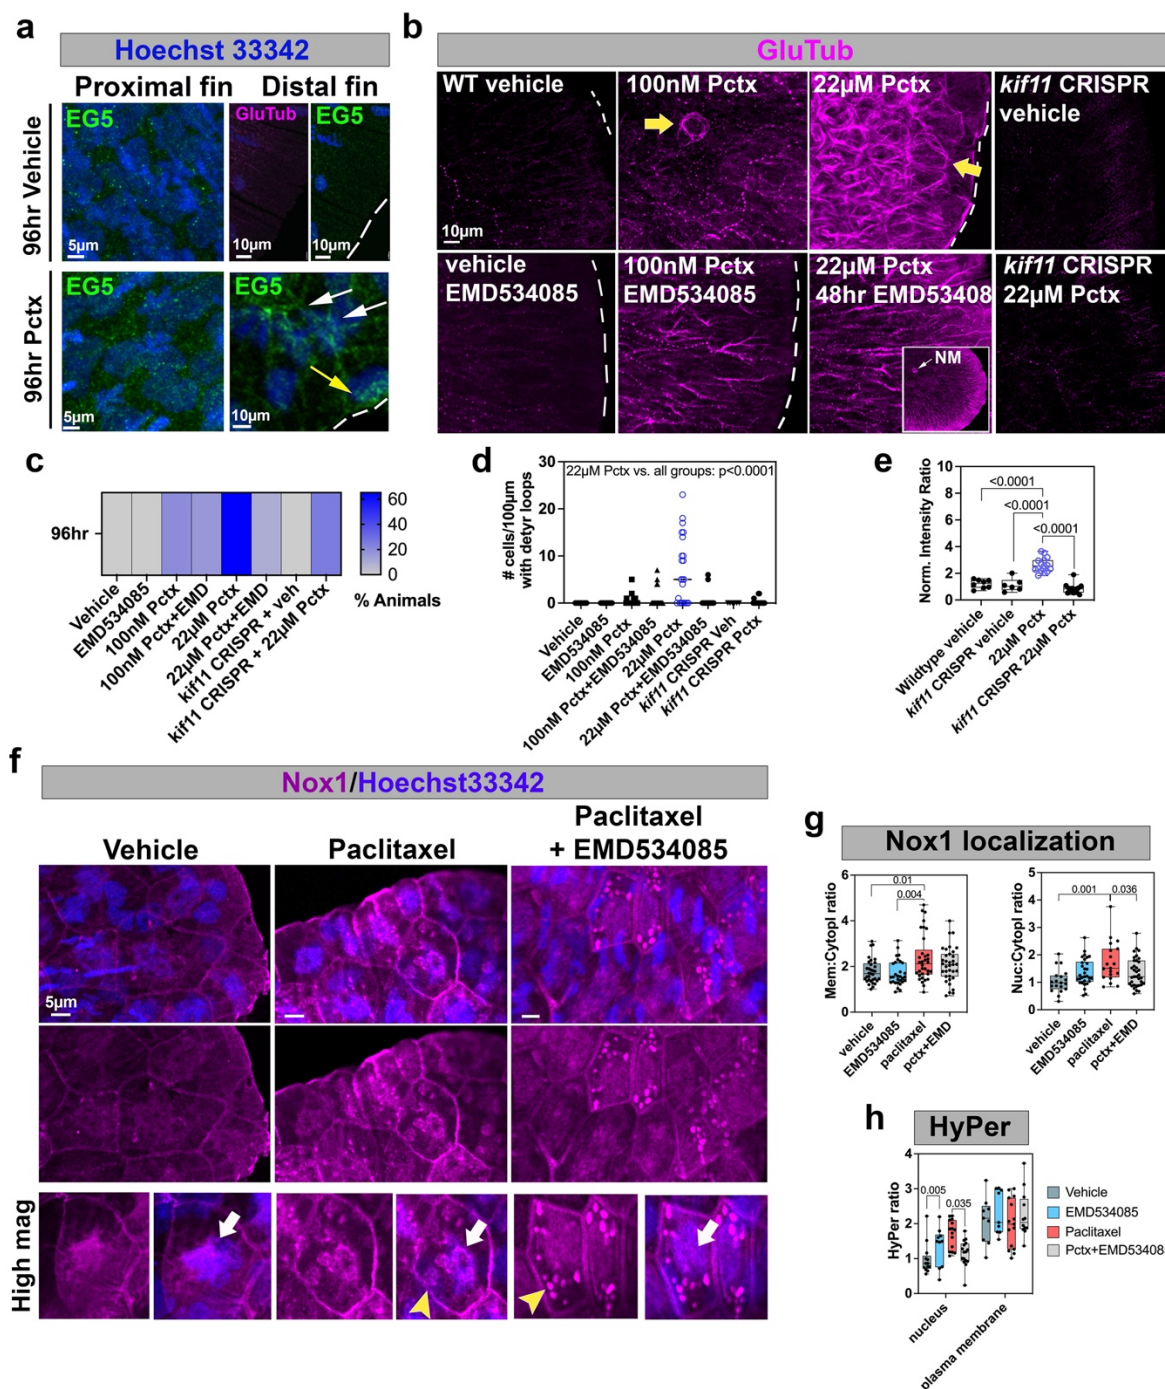 a
Hoechst 33342
Proximal fin
Distal fin
96hr Vehicle
EG5
GluTub
EG5
5µm
10µm
10µm
96hr Pctx
EG5
EG5
5µm
10µm
b
GluTub
WT vehicle
100nM Pctx
22µM Pctx
kif11 CRISPR
vehicle
10µm
vehicle
EMD534085
100nM Pctx
EMD534085
22µM Pctx
48hr EMD53408
NM
kif11 CRISPR
22µM Pctx
c
96hr
60
40
20
0
% Animals
Vehicle
EMD534085
100nM Pctx
100nM Pctx+EMD
22µM Pctx
22µM Pctx+EMD
kif11 CRISPR + veh
kif11 CRISPR + 22µM Pctx
d
22µM Pctx vs. all groups: p<0.0001
# cells/100µm
with detyr loops
30
20
10
0
Vehicle
EMD534085
100nM Pctx
100nM Pctx+EMD534085
22µM Pctx
22µM Pctx+EMD534085
kif11 CRISPR Veh
kif11 CRISPR Pctx
e
Norm. Intensity Ratio
10
8
6
4
2
0
<0.0001
<0.0001
<0.0001
Wildtype vehicle
kif11 CRISPR vehicle
22µM Pctx
kif11 CRISPR 22µM Pctx
f
Nox1/Hoechst33342
Vehicle
Paclitaxel
Paclitaxel
+ EMD534085
5µm
High mag
g
Nox1 localization
Mem:Cytopl ratio
6
4
2
0
0.01
0.004
vehicle
EMD534085
paclitaxel
pctx+EMD
Nuc:Cytopl ratio
5
4
3
2
1
0
0.001
0.036
vehicle
EMD534085
paclitaxel
pctx+EMD
h
HyPer
HyPer ratio
4
3
2
1
0
0.005
0.035
nucleus
plasma membrane
Vehicle
EMD534085
Paclitaxel
Pctx+EMD53408